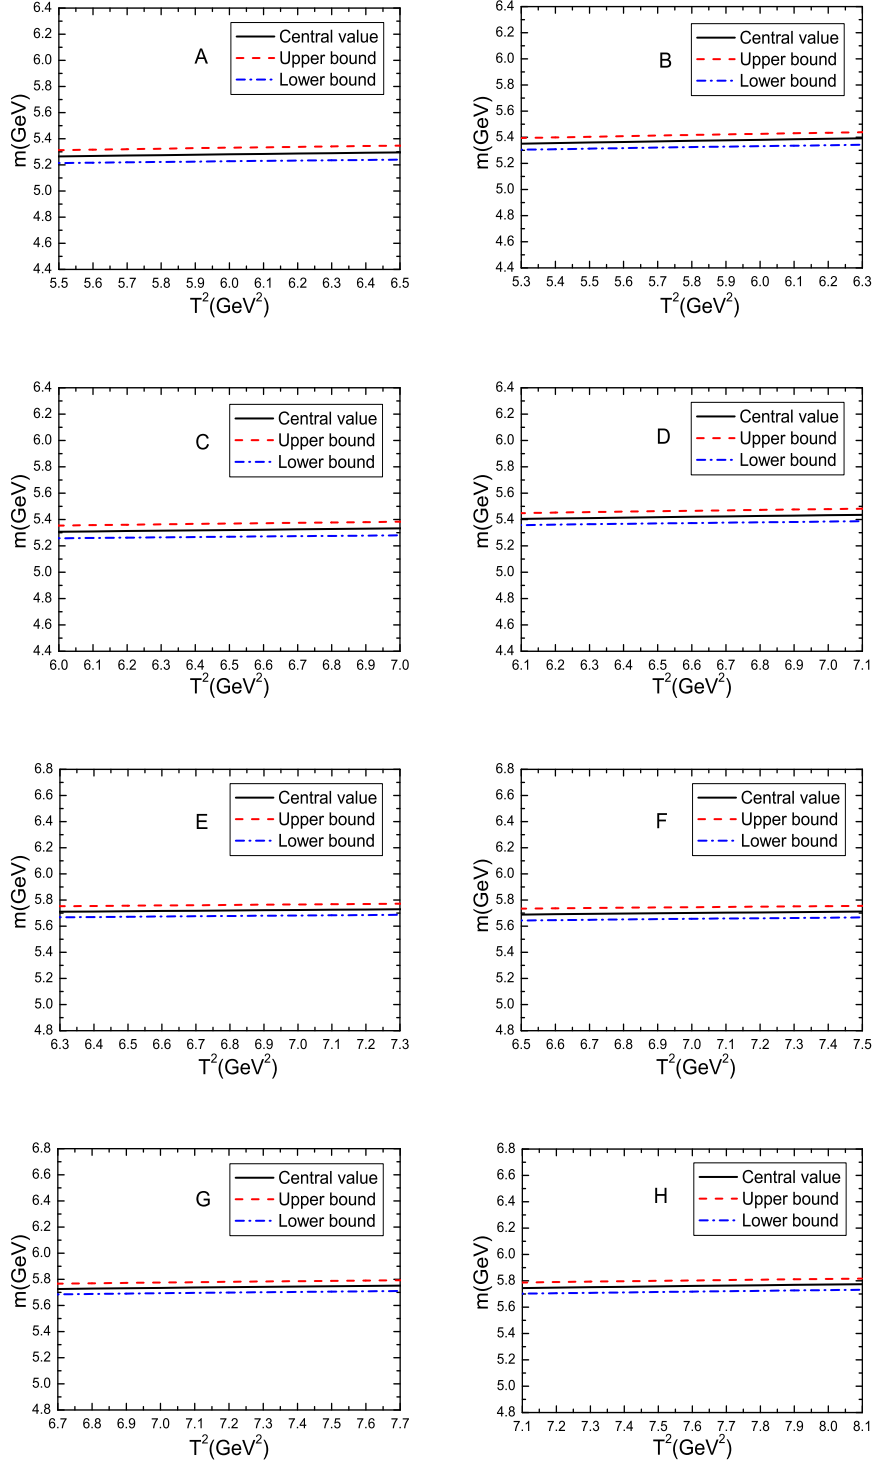 A
Central value
Upper bound
Lower bound
m(GeV)
6.4
6.2
6.0
5.8
5.6
5.4
5.2
5.0
4.8
4.6
4.4
5.5 5.6 5.7 5.8 5.9 6.0 6.1 6.2 6.3 6.4 6.5
T²(GeV²)
B
Central value
Upper bound
Lower bound
m(GeV)
6.4
6.2
6.0
5.8
5.6
5.4
5.2
5.0
4.8
4.6
4.4
5.3 5.4 5.5 5.6 5.7 5.8 5.9 6.0 6.1 6.2 6.3
T²(GeV²)
C
Central value
Upper bound
Lower bound
m(GeV)
6.4
6.2
6.0
5.8
5.6
5.4
5.2
5.0
4.8
4.6
4.4
6.0 6.1 6.2 6.3 6.4 6.5 6.6 6.7 6.8 6.9 7.0
T²(GeV²)
D
Central value
Upper bound
Lower bound
m(GeV)
6.4
6.2
6.0
5.8
5.6
5.4
5.2
5.0
4.8
4.6
4.4
6.1 6.2 6.3 6.4 6.5 6.6 6.7 6.8 6.9 7.0 7.1
T²(GeV²)
E
Central value
Upper bound
Lower bound
m(GeV)
6.8
6.6
6.4
6.2
6.0
5.8
5.6
5.4
5.2
5.0
4.8
6.3 6.4 6.5 6.6 6.7 6.8 6.9 7.0 7.1 7.2 7.3
T²(GeV²)
F
Central value
Upper bound
Lower bound
m(GeV)
6.8
6.6
6.4
6.2
6.0
5.8
5.6
5.4
5.2
5.0
4.8
6.5 6.6 6.7 6.8 6.9 7.0 7.1 7.2 7.3 7.4 7.5
T²(GeV²)
G
Central value
Upper bound
Lower bound
m(GeV)
6.8
6.6
6.4
6.2
6.0
5.8
5.6
5.4
5.2
5.0
4.8
6.7 6.8 6.9 7.0 7.1 7.2 7.3 7.4 7.5 7.6 7.7
T²(GeV²)
H
Central value
Upper bound
Lower bound
m(GeV)
6.8
6.6
6.4
6.2
6.0
5.8
5.6
5.4
5.2
5.0
4.8
7.1 7.2 7.3 7.4 7.5 7.6 7.7 7.8 7.9 8.0 8.1
T²(GeV²)